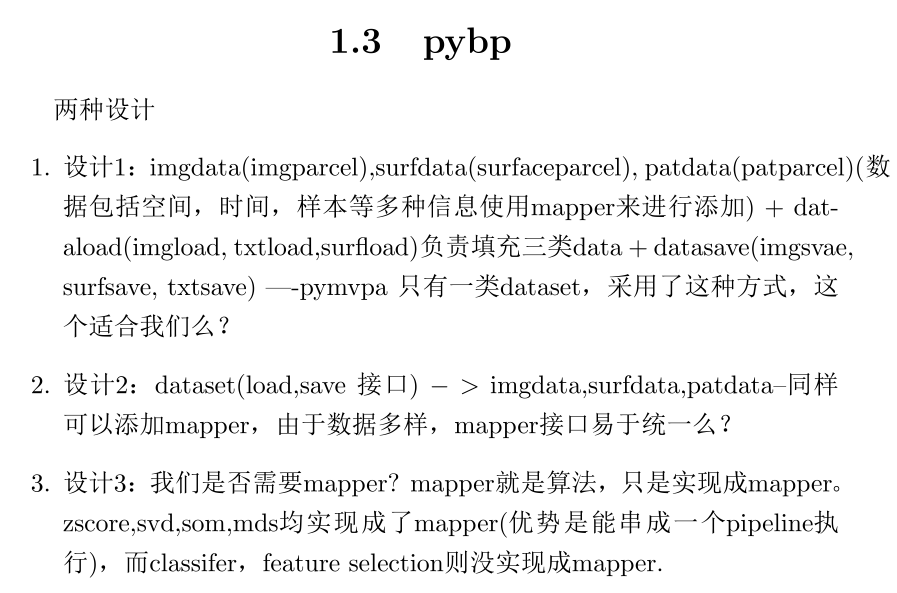 1.3 pybp
两种设计
1. 设计1：imgdata(imgparcel),surfdata(surfaceparcel), patdata(patparcel)(数
据包括空间，时间，样本等多种信息使用mapper来进行添加) + dat-
aload(imgload, txtload,surfload)负责填充三类data + datasave(imgsvae,
surfsave, txtsave) —-pymvpa 只有一类dataset，采用了这种方式，这
个适合我们么？
2. 设计2：dataset(load,save 接口) − > imgdata,surfdata,patdata–同样
可以添加mapper，由于数据多样，mapper接口易于统一么？
3. 设计3：我们是否需要mapper？mapper就是算法，只是实现成mapper。
zscore,svd,som,mds均实现成了mapper(优势是能串成一个pipeline执
行)，而classifer，feature selection则没实现成mapper.